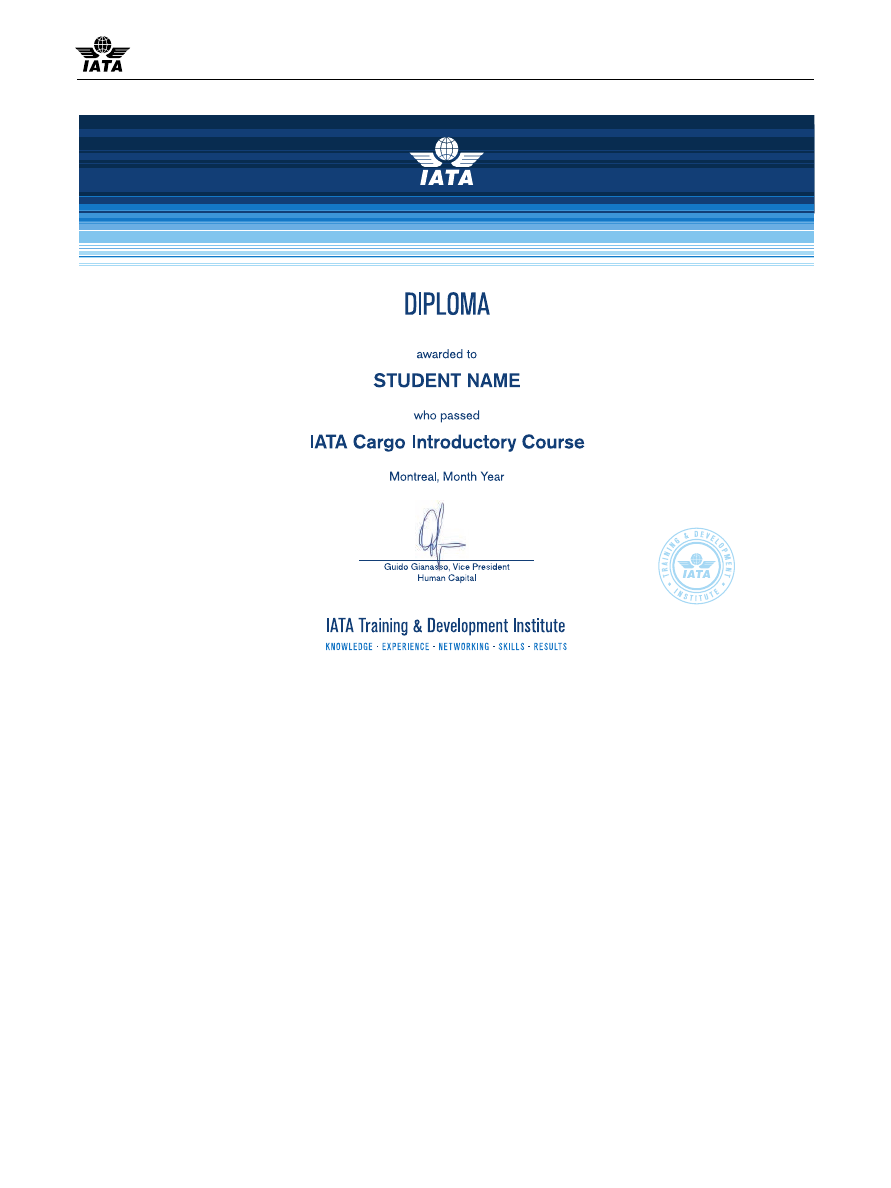 IATA
IATA
DIPLOMA
awarded to
STUDENT NAME
who passed
IATA Cargo Introductory Course
Montreal, Month Year
Guido Gianasso, Vice President
Human Capital
TRAINING & DEVELOPMENT
IATA
• INSTITUTE •
IATA Training & Development Institute
KNOWLEDGE - EXPERIENCE - NETWORKING - SKILLS - RESULTS